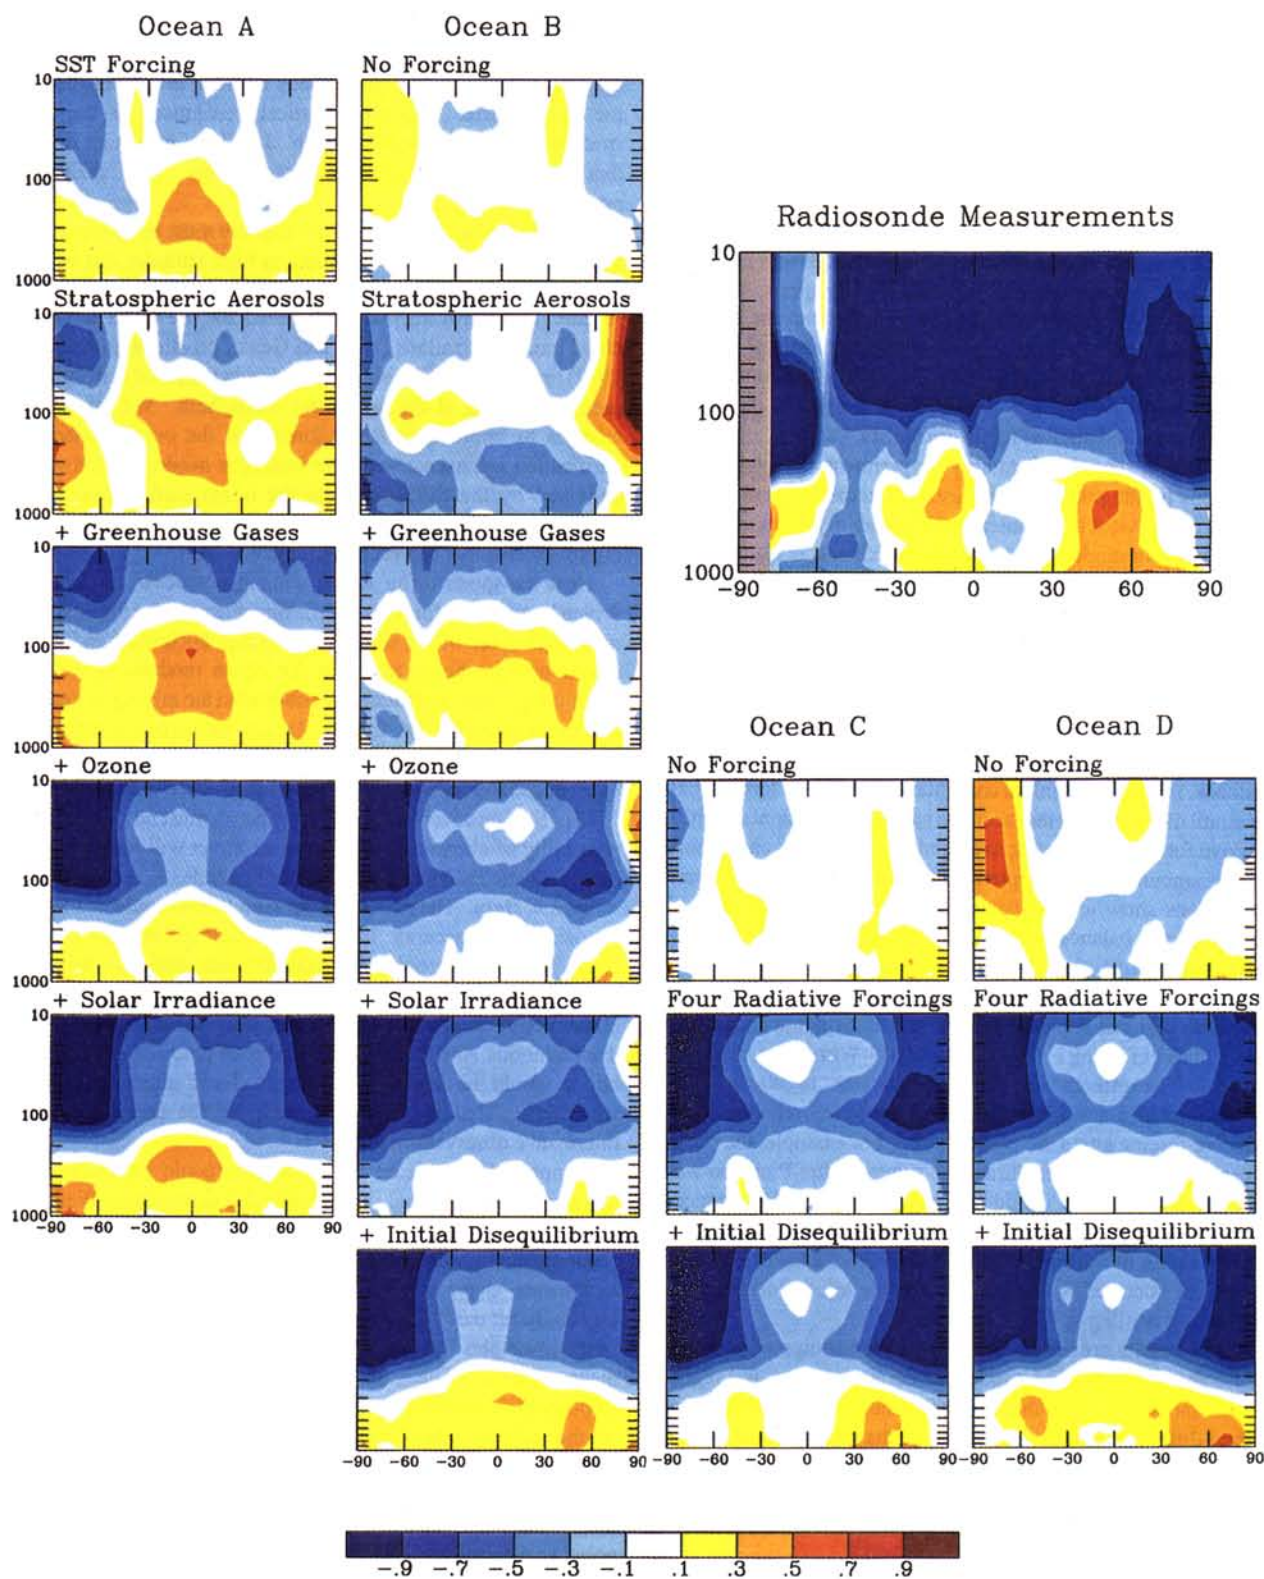 Ocean A
Ocean B
SST Forcing
No Forcing
10
100
1000
Stratospheric Aerosols
Stratospheric Aerosols
10
100
1000
+ Greenhouse Gases
+ Greenhouse Gases
10
100
1000
+ Ozone
+ Ozone
10
100
1000
+ Solar Irradiance
+ Solar Irradiance
10
100
1000
-90 -60 -30 0 30 60 90
+ Initial Disequilibrium
-90 -60 -30 0 30 60 90
Radiosonde Measurements
10
100
1000
-90 -60 -30 0 30 60 90
Ocean C
Ocean D
No Forcing
No Forcing
Four Radiative Forcings
Four Radiative Forcings
+ Initial Disequilibrium
+ Initial Disequilibrium
-90 -60 -30 0 30 60 90
-90 -60 -30 0 30 60 90
-.9 -.7 -.5 -.3 -.1 .1 .3 .5 .7 .9